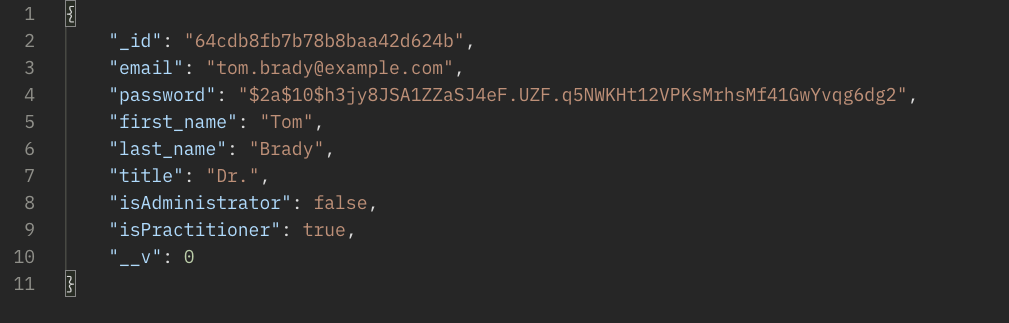 1 {
2 "_id": "64cdb8fb7b78b8baa42d624b",
3 "email": "tom.brady@example.com",
4 "password": "$2a$10$h3jy8JSA1ZZaSJ4eF.UZF.q5NWKHt12VPKsMrhsMf41GwYvqg6dg2",
5 "first_name": "Tom",
6 "last_name": "Brady",
7 "title": "Dr.",
8 "isAdministrator": false,
9 "isPractitioner": true,
10 "__v": 0
11 }